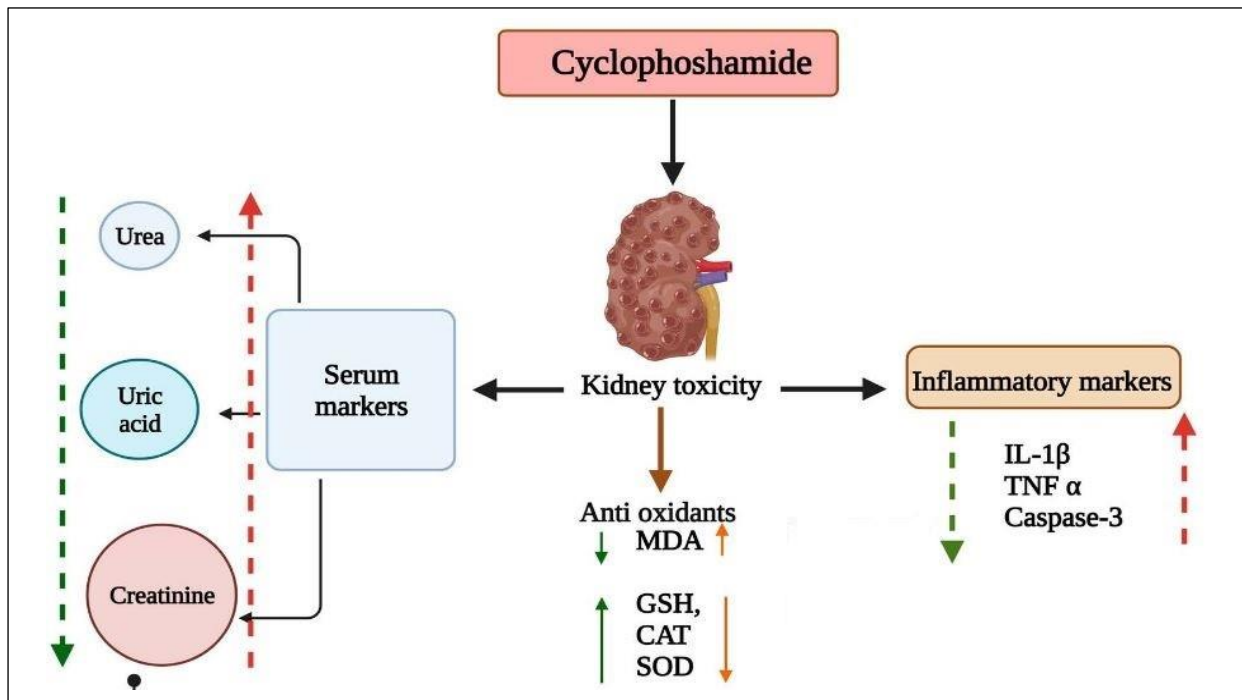 Cyclophoshamide
Urea
Uric
acid
Creatinine
Serum
markers
Kidney toxicity
Inflammatory markers
IL-1β
TNF α
Caspase-3
Anti oxidants
MDA
GSH,
CAT
SOD